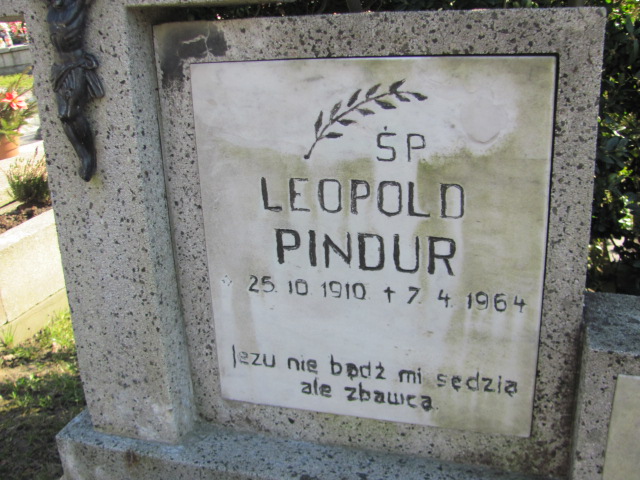 ŚP
LEOPOLD
PINDUR
* 25.10 1910 + 7. 4. 1964
Jezu nie bądź mi sędzią
ale zbawcą